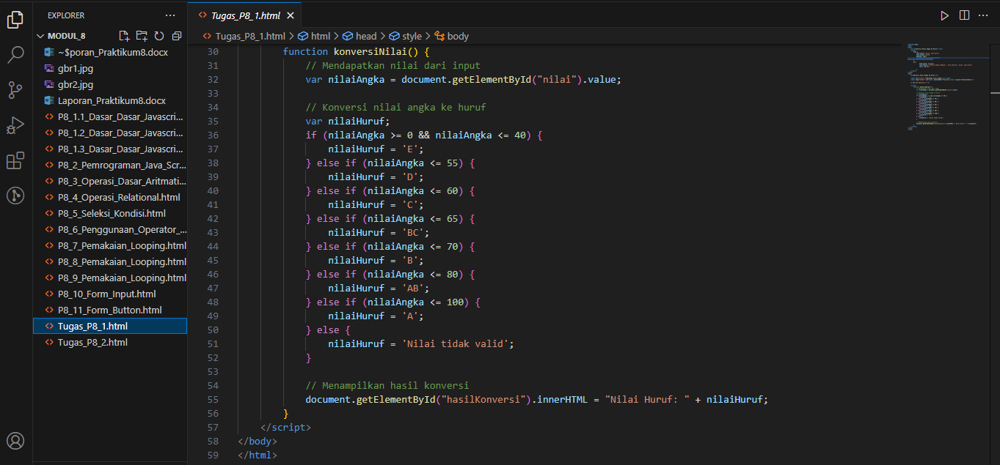 EXPLORER
MODUL_8
~$poran_Praktikum8.docx
gbr1.jpg
gbr2.jpg
Laporan_Praktikum8.docx
P8_1.1_Dasar_Dasar_Javascri...
P8_1.2_Dasar_Dasar_Javascri...
P8_1.3_Dasar_Dasar_Javascri...
P8_2_Pemrograman_Java_Scr...
P8_3_Operasi_Dasar_Aritmati...
P8_4_Operasi_Relational.html
P8_5_Seleksi_Kondisi.html
P8_6_Penggunaan_Operator_...
P8_7_Pemakaian_Looping.html
P8_8_Pemakaian_Looping.html
P8_9_Pemakaian_Looping.html
P8_10_Form_Input.html
P8_11_Form_Button.html
Tugas_P8_1.html
Tugas_P8_2.html
Tugas_P8_1.html
Tugas_P8_1.html > html > head > style > body
30 function konversiNilai() {
31 // Mendapatkan nilai dari input
32 var nilaiAngka = document.getElementById("nilai").value;
33
34 // Konversi nilai angka ke huruf
35 var nilaiHuruf;
36 if (nilaiAngka >= 0 && nilaiAngka <= 40) {
37 nilaiHuruf = 'E';
38 } else if (nilaiAngka <= 55) {
39 nilaiHuruf = 'D';
40 } else if (nilaiAngka <= 60) {
41 nilaiHuruf = 'C';
42 } else if (nilaiAngka <= 65) {
43 nilaiHuruf = 'BC';
44 } else if (nilaiAngka <= 70) {
45 nilaiHuruf = 'B';
46 } else if (nilaiAngka <= 80) {
47 nilaiHuruf = 'AB';
48 } else if (nilaiAngka <= 100) {
49 nilaiHuruf = 'A';
50 } else {
51 nilaiHuruf = 'Nilai tidak valid';
52 }
53
54 // Menampilkan hasil konversi
55 document.getElementById("hasilKonversi").innerHTML = "Nilai Huruf: " + nilaiHuruf;
56 }
57 </script>
58 </body>
59 </html>